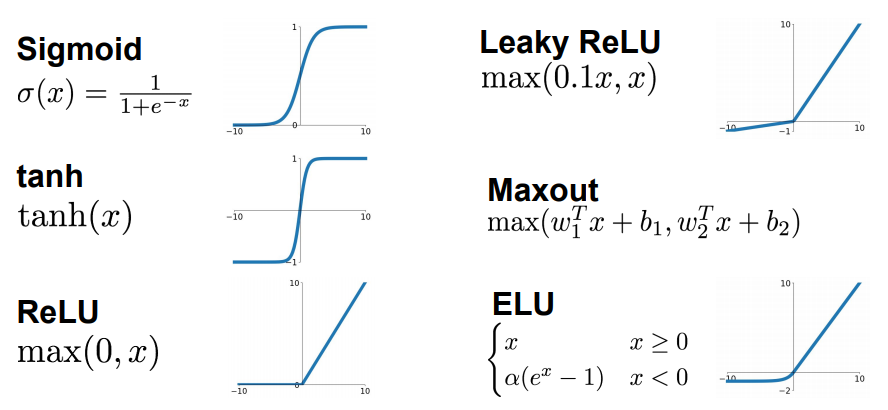 Sigmoid
σ(x) = 1/(1+e^{-x})
1
0
-10
10
tanh
tanh(x)
1
-10
10
-1
ReLU
max(0, x)
10
0
-10
10
Leaky ReLU
max(0.1x, x)
10
-10
-1
10
Maxout
max(w_1^T x + b_1, w_2^T x + b_2)
ELU
{ x x ≥ 0
α(e^x − 1) x < 0
10
-10
-2
10